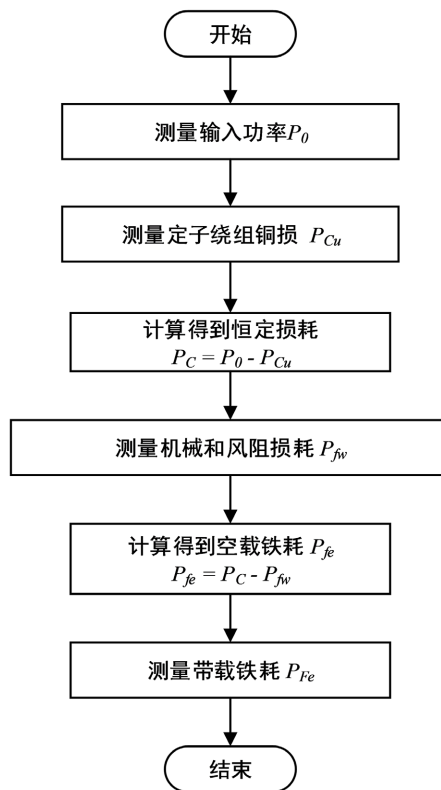 开始
测量输入功率P0
测量定子绕组铜损 PCu
计算得到恒定损耗
PC = P0 - PCu
测量机械和风阻损耗 Pfw
计算得到空载铁耗 Pfe
Pfe = PC - Pfw
测量带载铁耗 PFe
结束